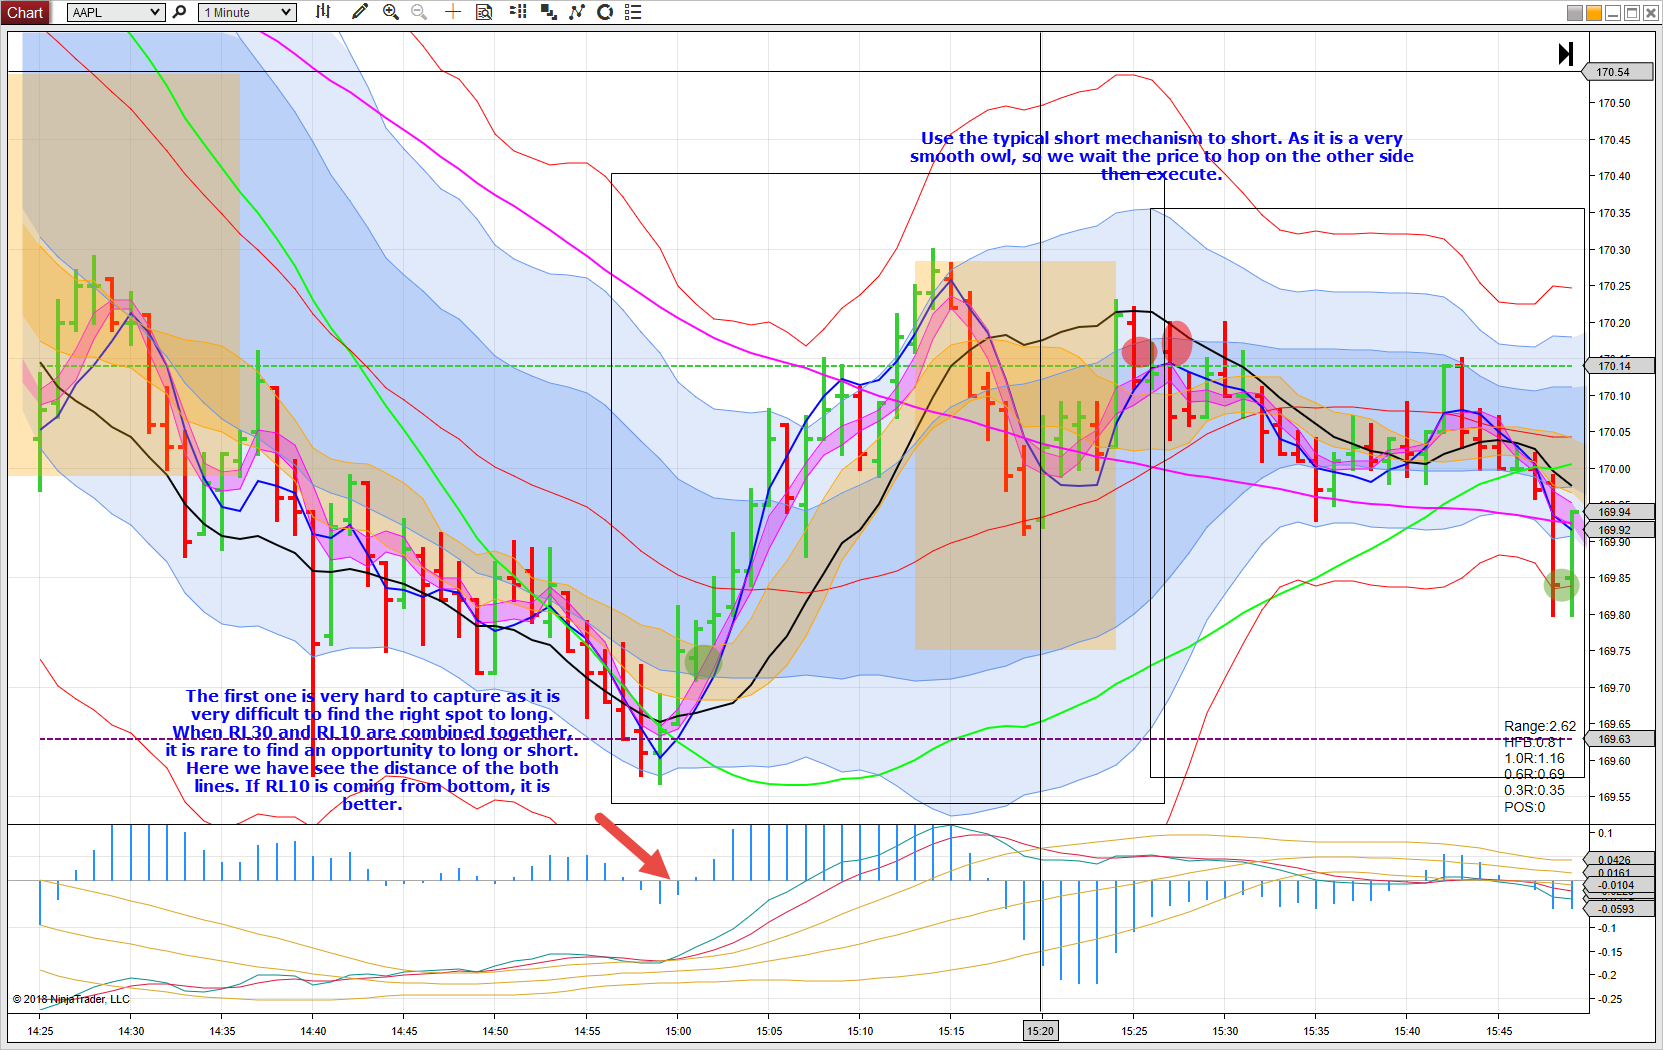 Chart AAPL 1 Minute
170.54
170.50
170.45
Use the typical short mechanism to short. As it is a very
smooth owl, so we wait the price to hop on the other side
then execute.
170.40
170.35
170.30
170.25
170.20
170.15
170.14
170.10
170.05
170.00
169.95
169.94
169.92
169.90
169.85
169.80
169.75
169.70
169.65
169.63
169.60
169.55
The first one is very hard to capture as it is
very difficult to find the right spot to long.
When RL30 and RL10 are combined together,
it is rare to find an opportunity to long or short.
Here we have see the distance of the both
lines. If RL10 is coming from bottom, it is
better.
Range:2.62
HFB:0.81
1.0R:1.16
0.6R:0.69
0.3R:0.35
POS:0
0.1
0.0426
0.0161
-0.0104
-0.0593
-0.1
-0.15
-0.2
-0.25
© 2018 NinjaTrader, LLC
14:25 14:30 14:35 14:40 14:45 14:50 14:55 15:00 15:05 15:10 15:15 15:20 15:25 15:30 15:35 15:40 15:45